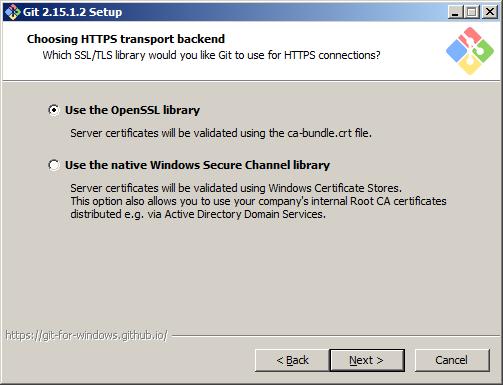 Git 2.15.1.2 Setup
Choosing HTTPS transport backend
Which SSL/TLS library would you like Git to use for HTTPS connections?
Use the OpenSSL library
Server certificates will be validated using the ca-bundle.crt file.
Use the native Windows Secure Channel library
Server certificates will be validated using Windows Certificate Stores.
This option also allows you to use your company's internal Root CA certificates
distributed e.g. via Active Directory Domain Services.
https://git-for-windows.github.io/
< Back
Next >
Cancel